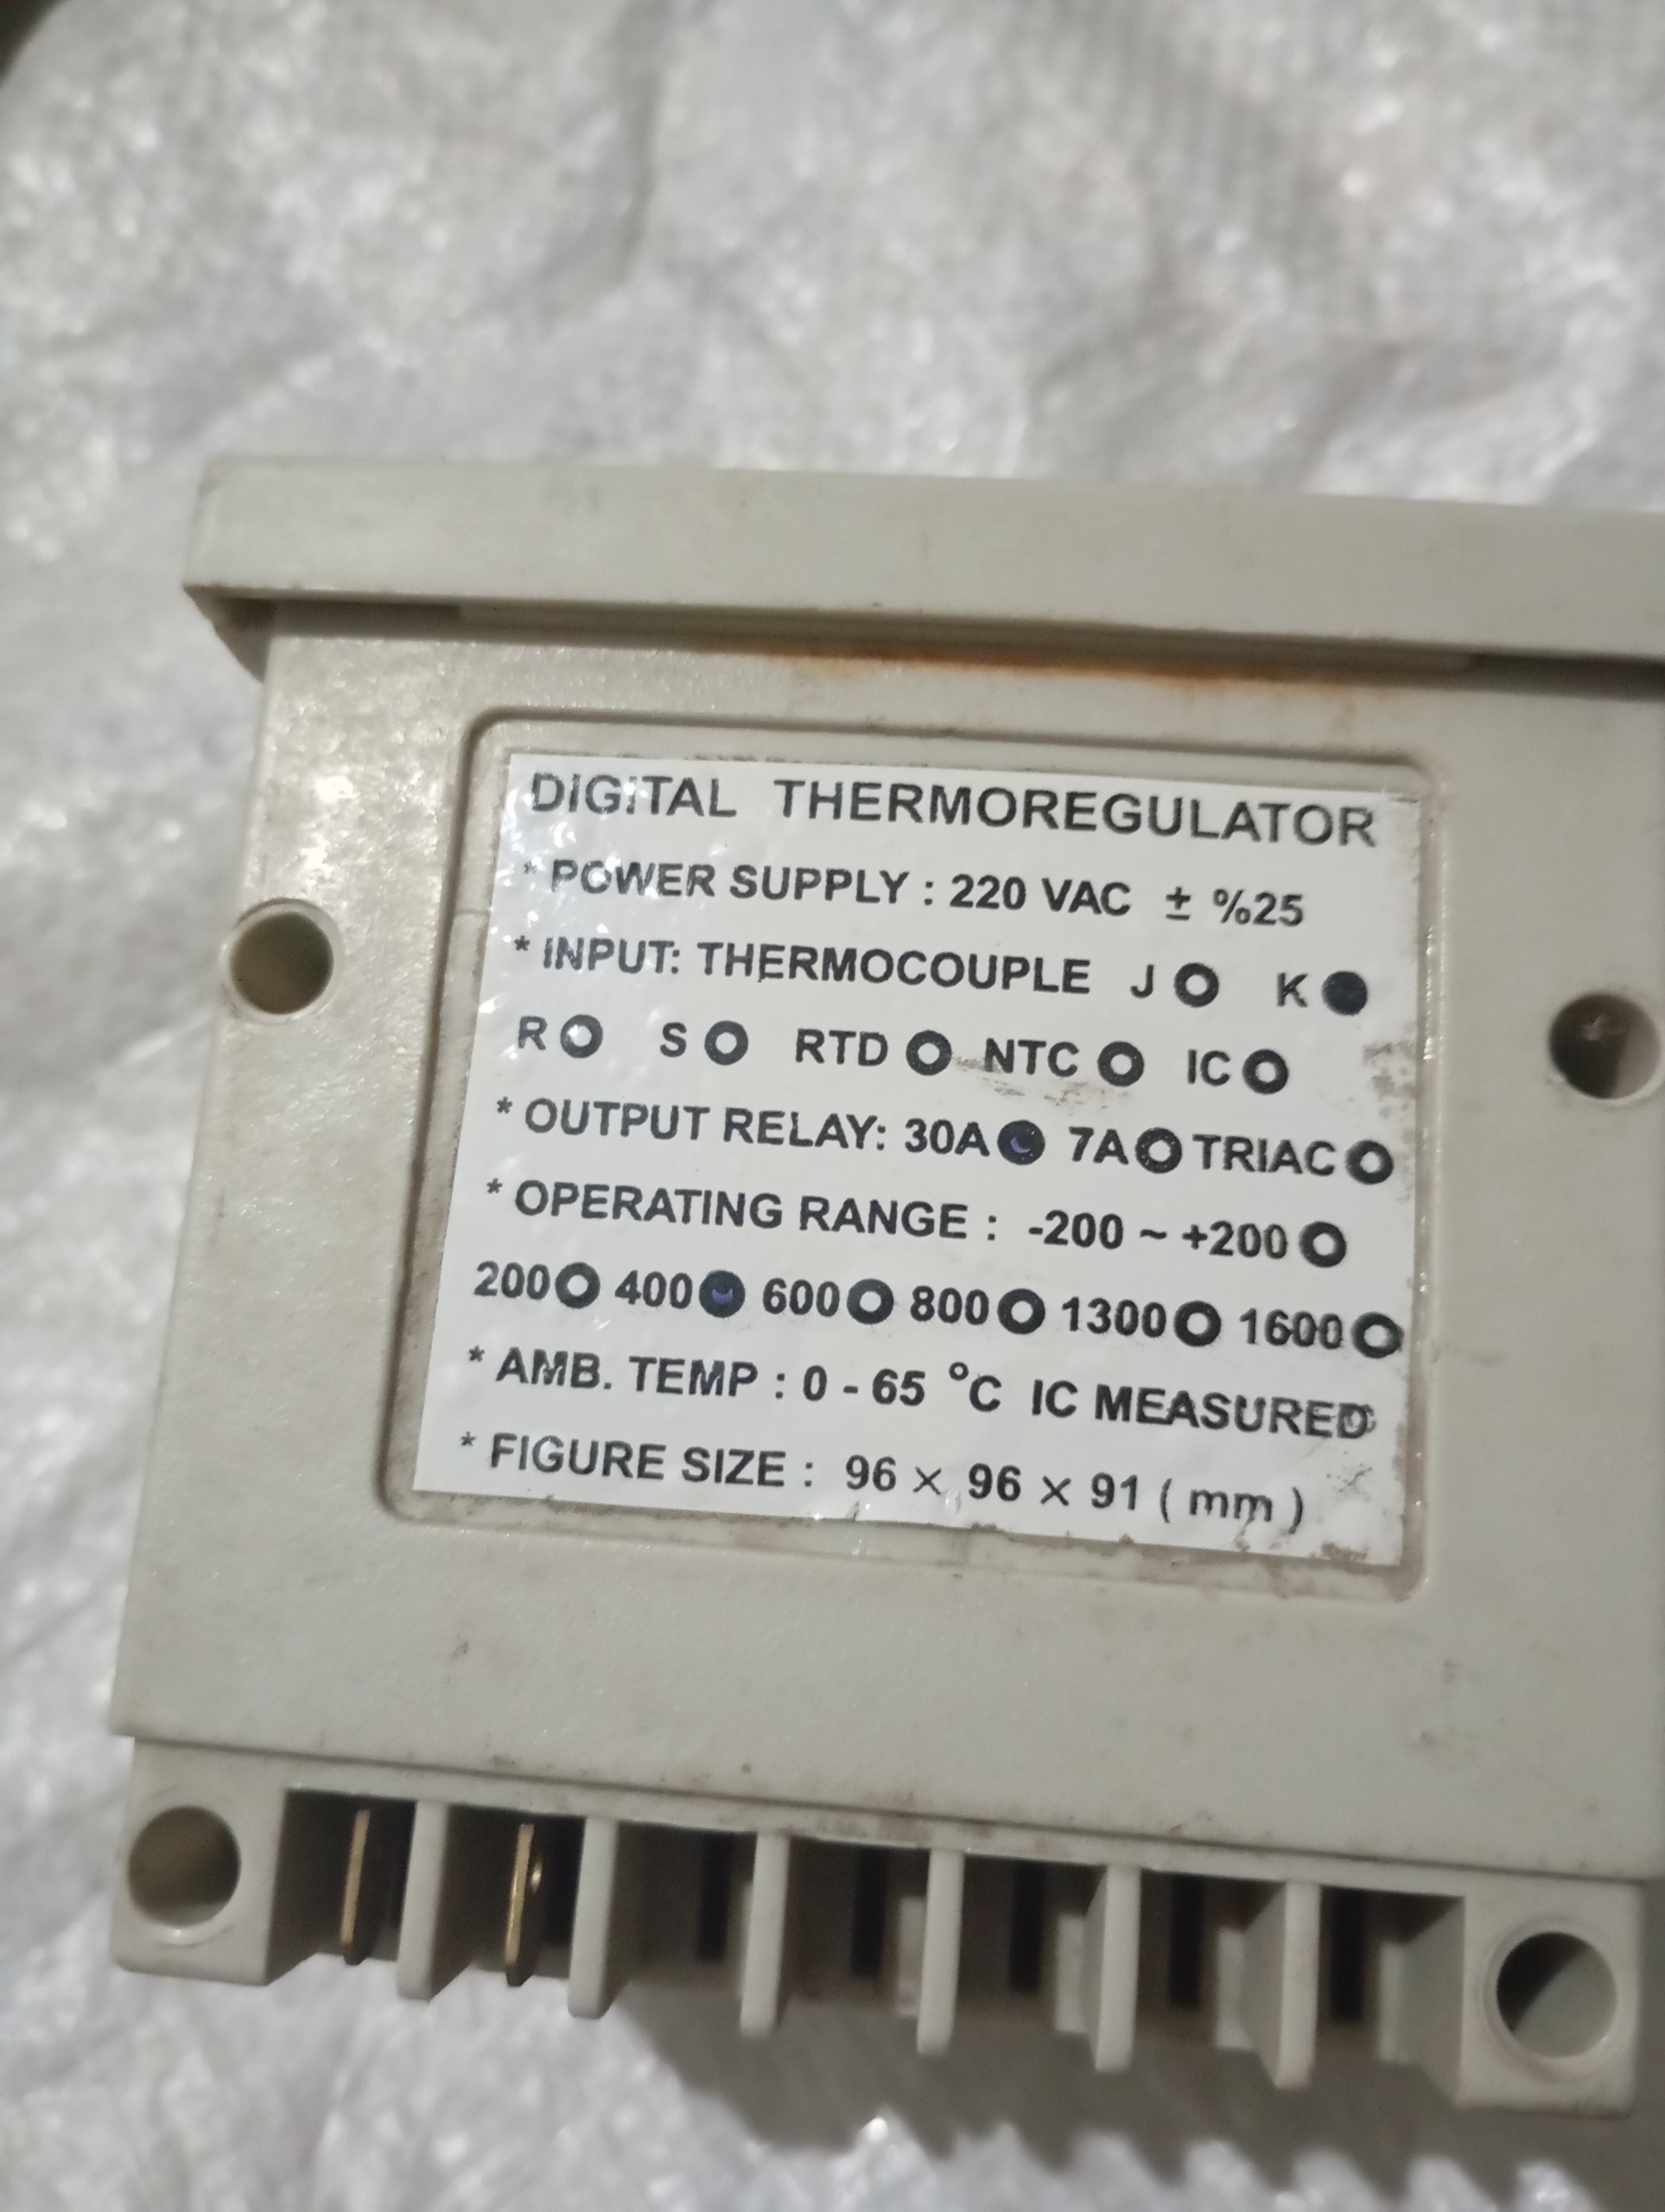 DIGITAL THERMOREGULATOR
* POWER SUPPLY : 220 VAC ± %25
* INPUT: THERMOCOUPLE J ○ K ●
R ○ S ○ RTD ○ NTC ○ IC ○
* OUTPUT RELAY: 30A ● 7A ○ TRIAC ○
* OPERATING RANGE : -200 ~ +200 ○
200 ○ 400 ● 600 ○ 800 ○ 1300 ○ 1600 ○
* AMB. TEMP : 0 - 65 °C IC MEASURED
* FIGURE SIZE : 96 × 96 × 91 ( mm )